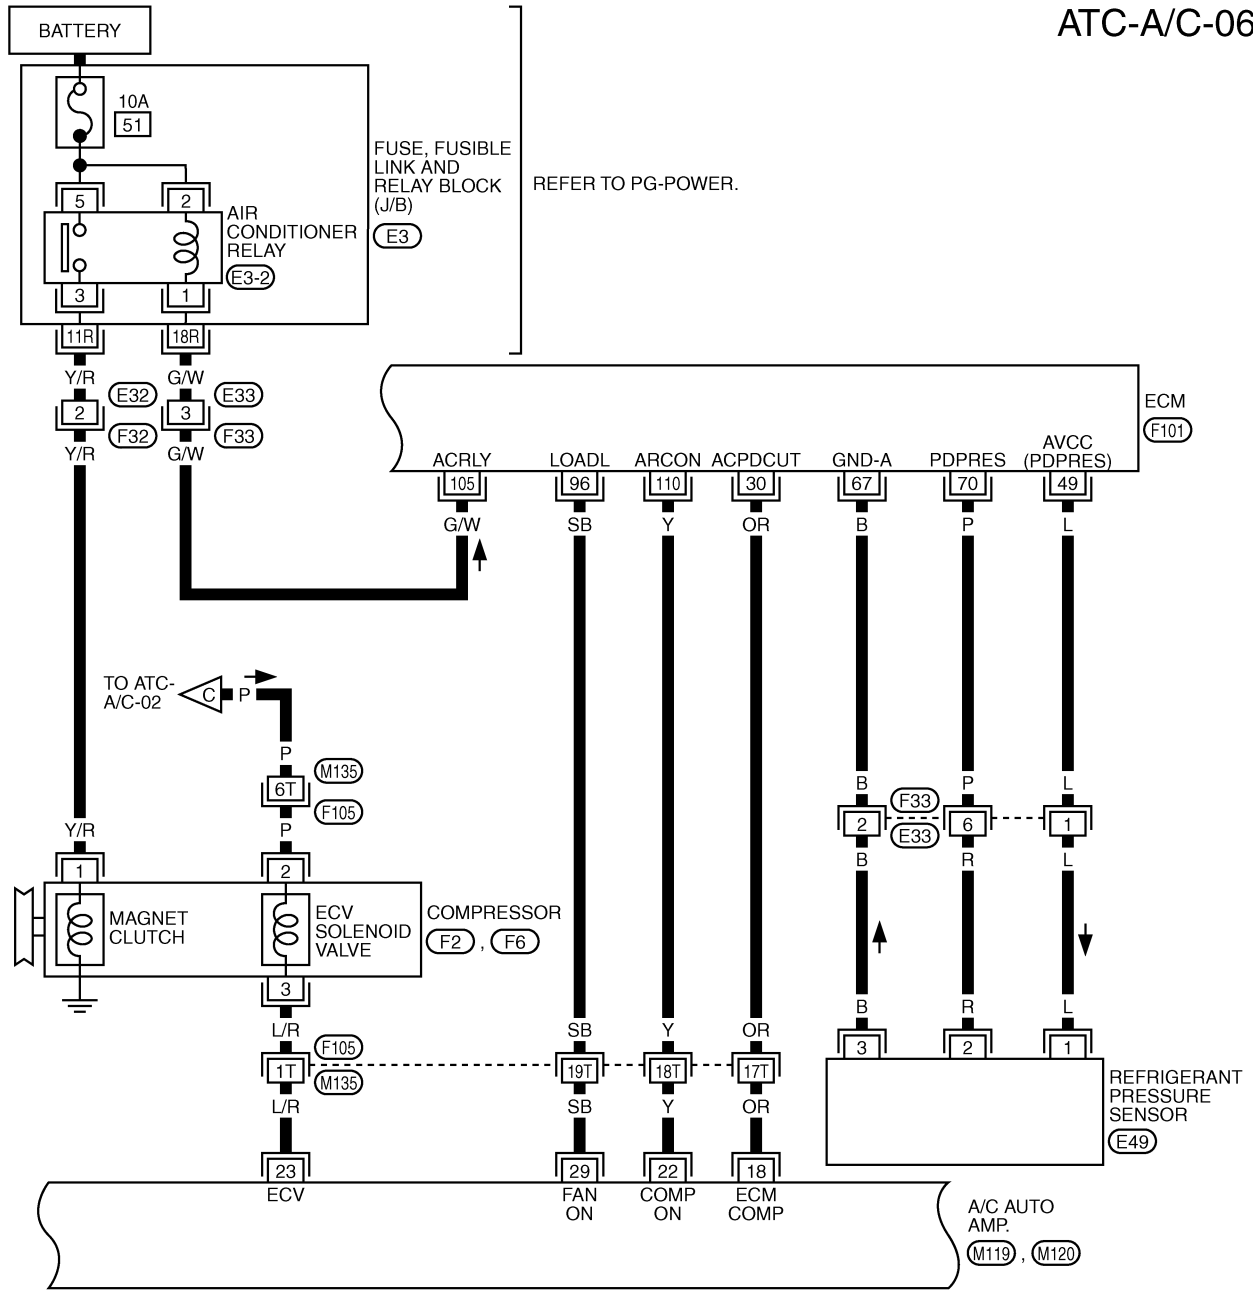 ATC-A/C-06
BATTERY
10A
51
FUSE, FUSIBLE
LINK AND
RELAY BLOCK
(J/B)
E3
REFER TO PG-POWER.
5
2
AIR
CONDITIONER
RELAY
E3-2
3
1
11R
18R
Y/R
G/W
E32
E33
2
3
F32
F33
Y/R
G/W
ECM
F101
ACRLY
LOADL
ARCON
ACPDCUT
GND-A
PDPRES
AVCC
(PDPRES)
105
96
110
30
67
70
49
G/W
SB
Y
OR
B
P
L
TO ATC-
A/C-02
C
P
P
M135
6T
F105
P
B
P
L
F33
2
6
1
E33
B
R
L
Y/R
1
2
MAGNET
CLUTCH
ECV
SOLENOID
VALVE
COMPRESSOR
F2 , F6
3
L/R
SB
Y
OR
B
R
L
F105
1T
19T
18T
17T
M135
3
2
1
REFRIGERANT
PRESSURE
SENSOR
E49
L/R
SB
Y
OR
23
29
22
18
ECV
FAN
ON
COMP
ON
ECM
COMP
A/C AUTO
AMP.
M119 , M120